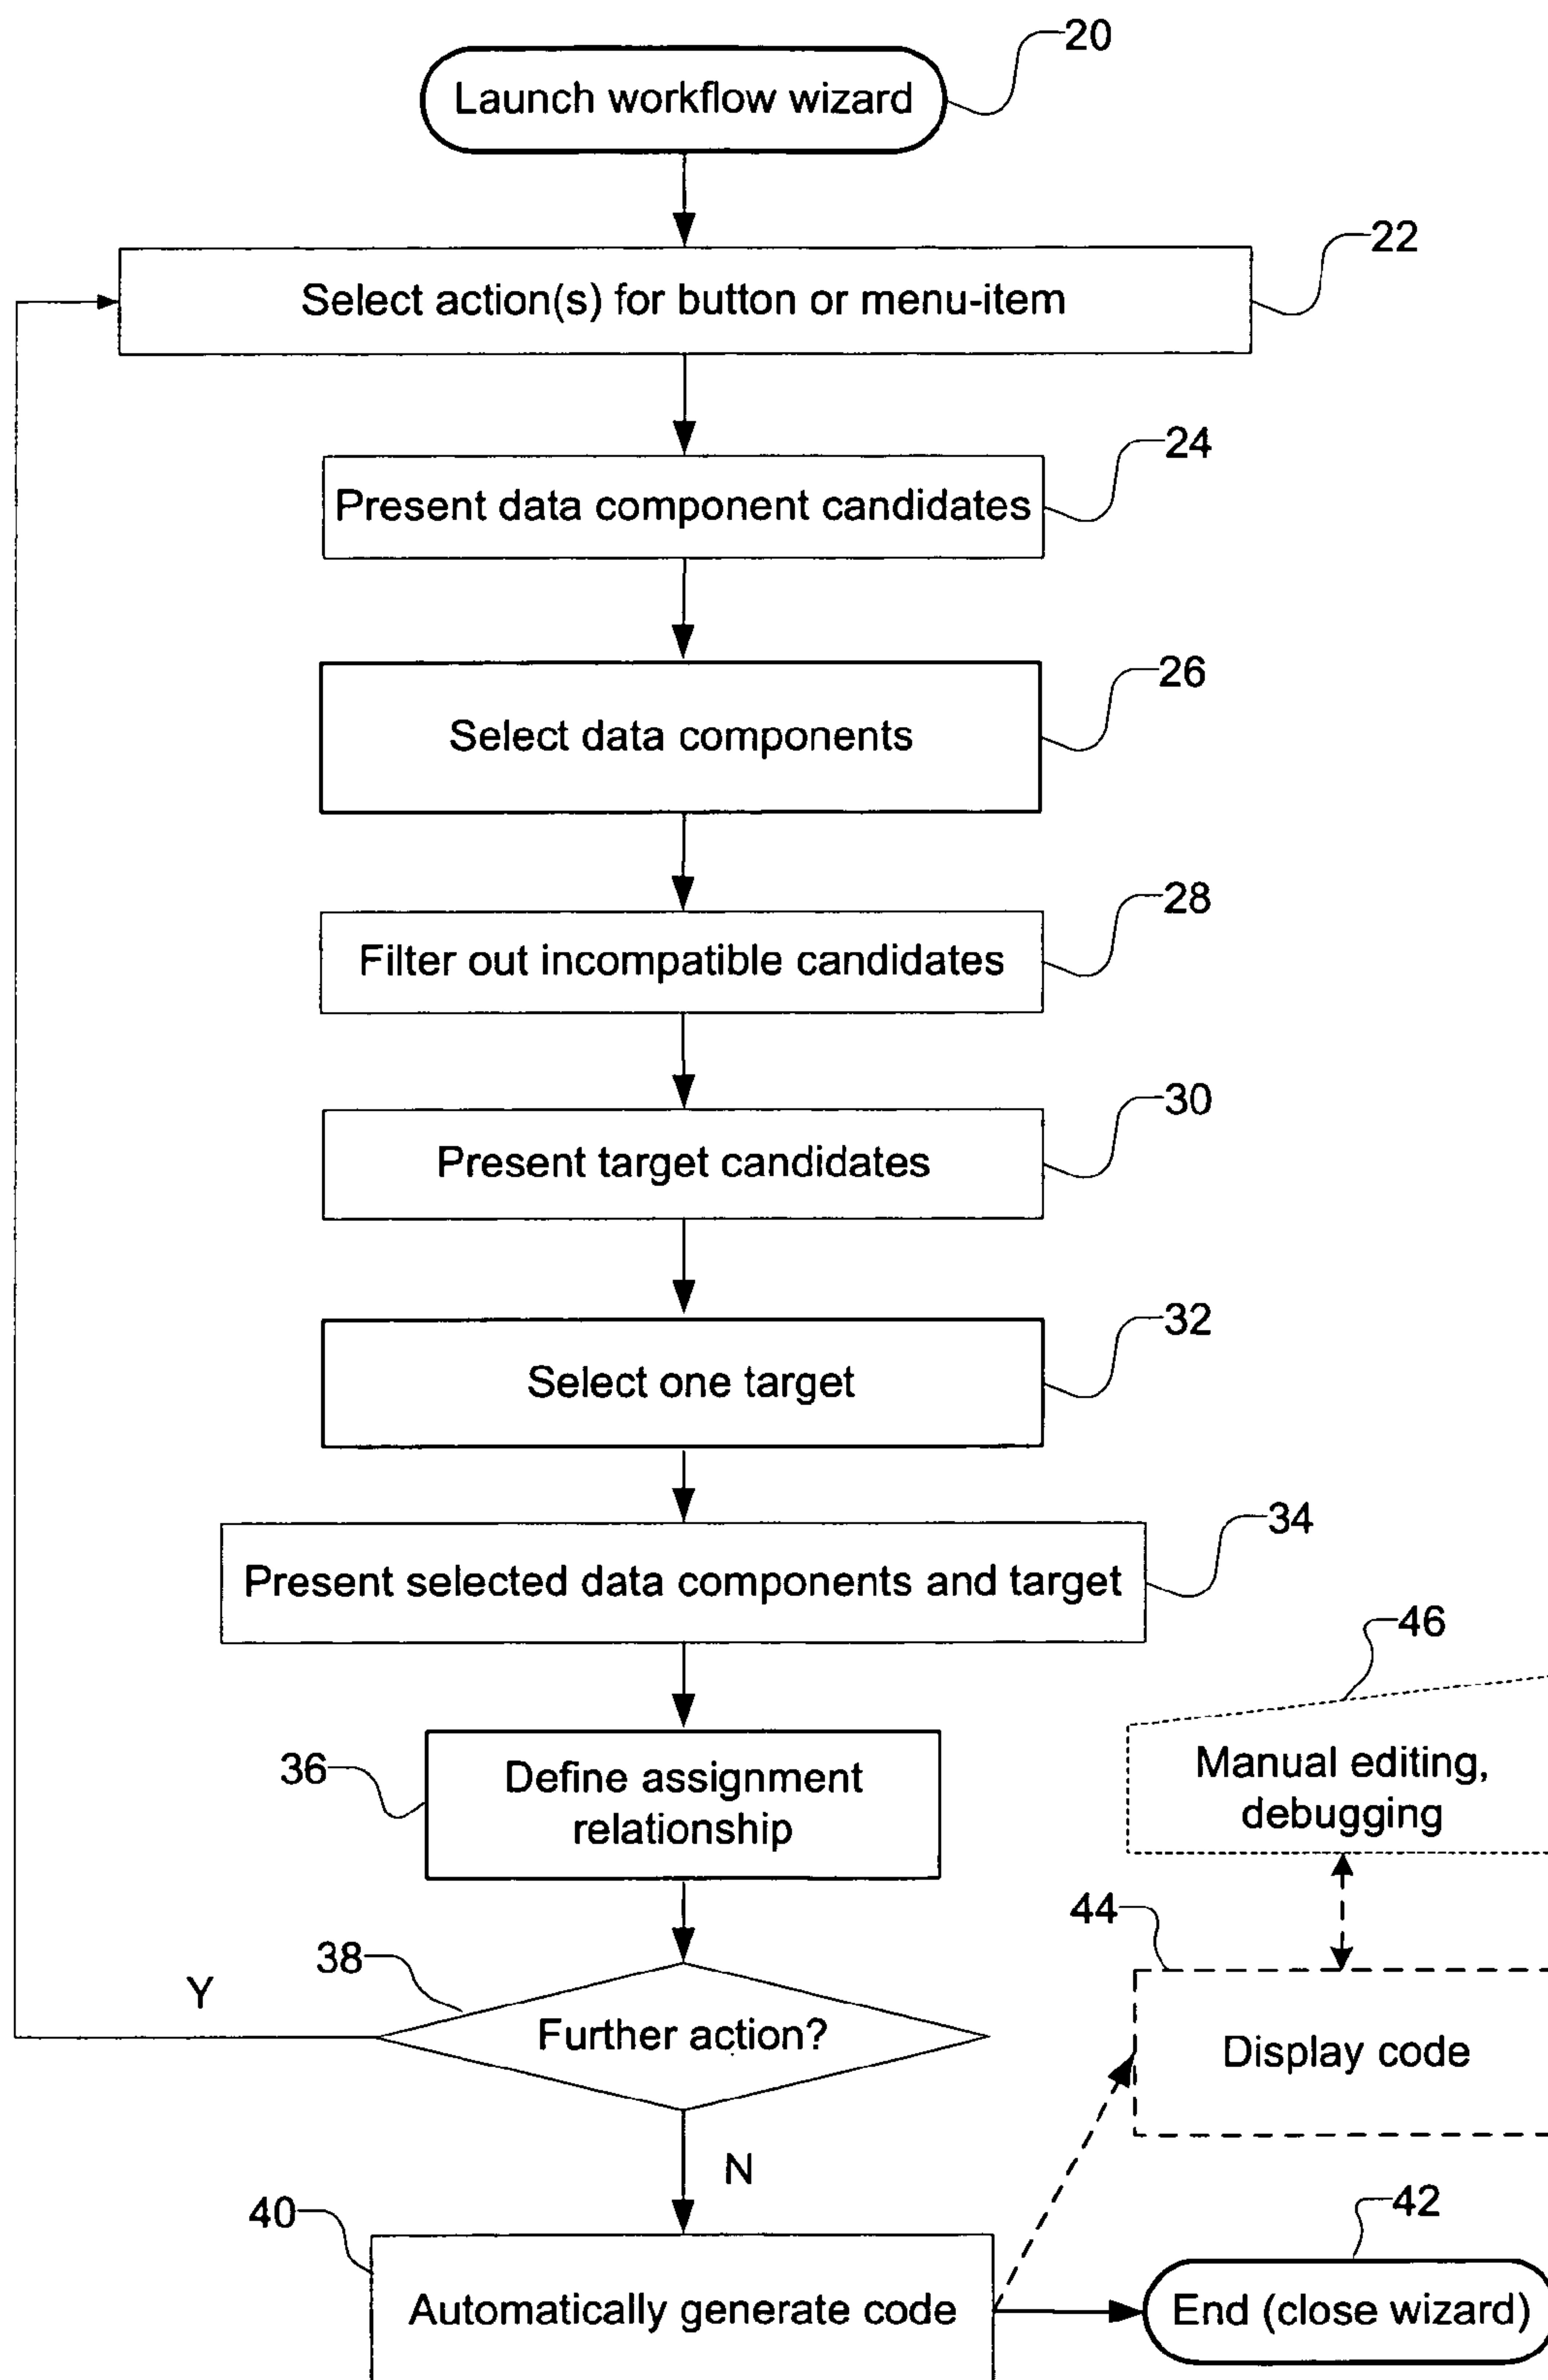 20
Launch workflow wizard
22
Select action(s) for button or menu-item
24
Present data component candidates
26
Select data components
28
Filter out incompatible candidates
30
Present target candidates
32
Select one target
34
Present selected data components and target
46
36
Define assignment
relationship
Manual editing,
debugging
44
38
Y
Further action?
Display code
N
40
42
Automatically generate code
End (close wizard)